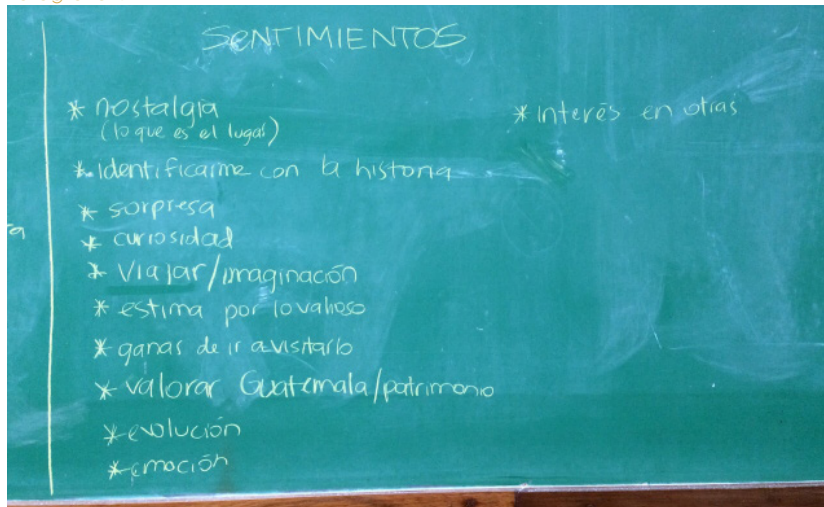 SENTIMIENTOS
* nostalgia
(lo que es el lugar)
* identificarme con la historia
* sorpresa
* curiosidad
* viajar/imaginación
* estima por lo valioso
* ganas de ir a visitarlo
* valorar Guatemala/patrimonio
* evolución
* emoción
* interés en otras